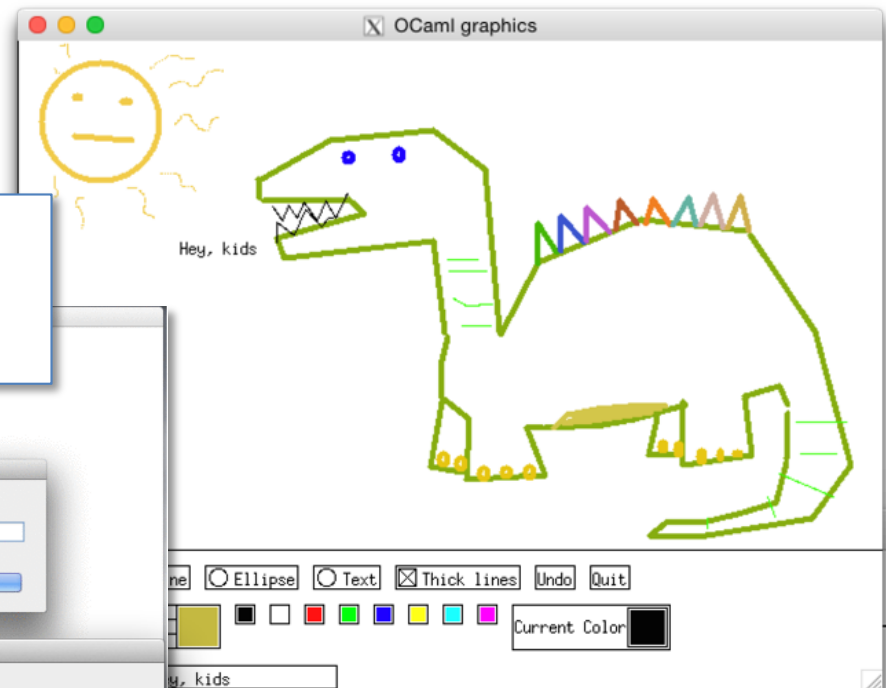 OCaml graphics
Hey, kids
ne Ellipse Text Thick lines Undo Quit
Current Color
y, kids